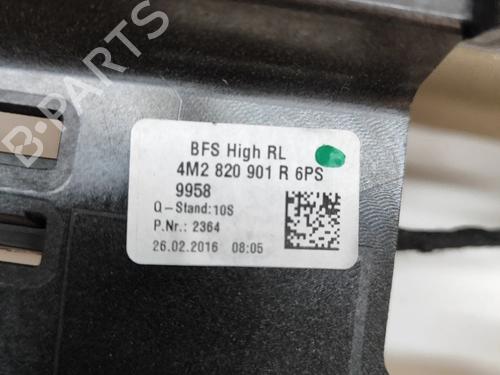 BFS High RL
4M2 820 901 R 6PS
9958
Q-Stand:10S
P.Nr.: 2364
26.02.2016 08:05
B-PARTS